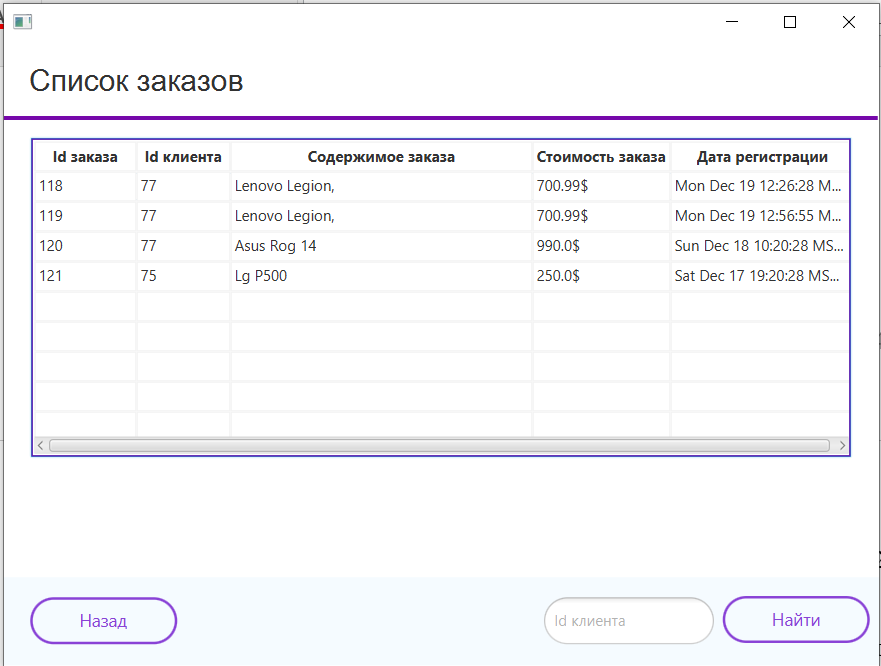 Список заказов
Id заказа Id клиента Содержимое заказа Стоимость заказа Дата регистрации
118 77 Lenovo Legion, 700.99$ Mon Dec 19 12:26:28 M...
119 77 Lenovo Legion, 700.99$ Mon Dec 19 12:56:55 M...
120 77 Asus Rog 14 990.0$ Sun Dec 18 10:20:28 MS...
121 75 Lg P500 250.0$ Sat Dec 17 19:20:28 MS...
Назад Id клиента Найти